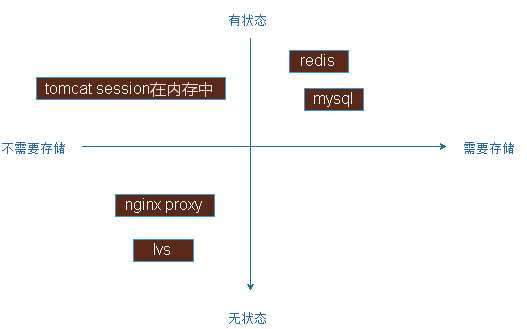 有状态
redis
tomcat session在内存中
mysql
不需要存储
需要存储
nginx proxy
lvs
无状态